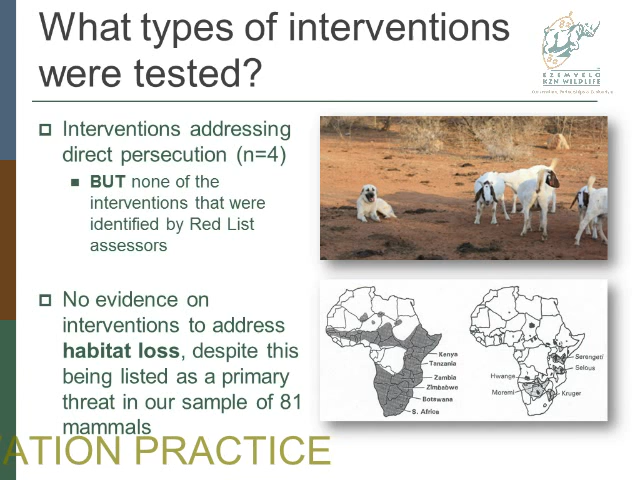 What types of interventions
were tested?
EZEMVELO
KZN WILDLIFE
Interventions addressing
direct persecution (n=4)
BUT none of the
interventions that were
identified by Red List
assessors
No evidence on
interventions to address
habitat loss, despite this
being listed as a primary
threat in our sample of 81
mammals
Kenya
Tanzania
Zambia
Zimbabwe
Botswana
S. Africa
Serengeti
Selous
Hwange
Moremi
Kruger
ATION PRACTICE